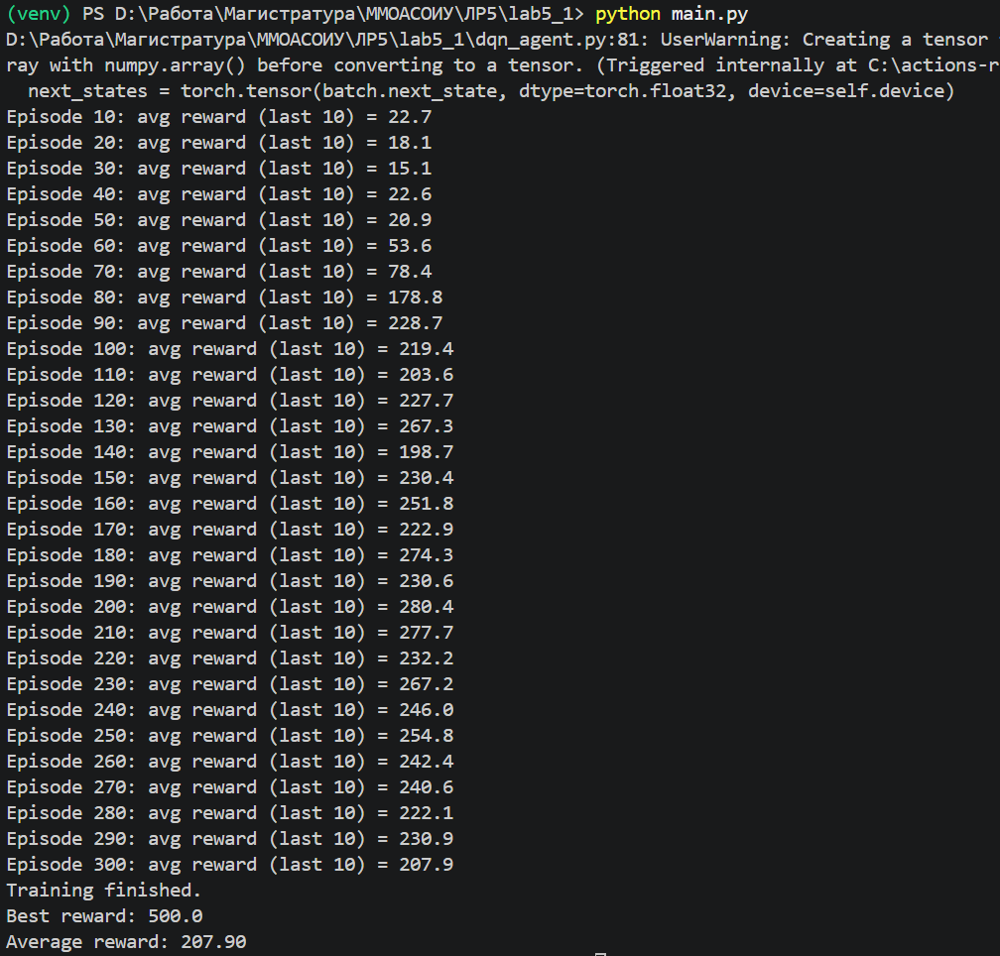 (venv) PS D:\Работа\Магистратура\ММОАСОИУ\ЛР5\lab5_1> python main.py
D:\Работа\Магистратура\ММОАСОИУ\ЛР5\lab5_1\dqn_agent.py:81: UserWarning: Creating a tensor
ray with numpy.array() before converting to a tensor. (Triggered internally at C:\actions-r
  next_states = torch.tensor(batch.next_state, dtype=torch.float32, device=self.device)
Episode 10: avg reward (last 10) = 22.7
Episode 20: avg reward (last 10) = 18.1
Episode 30: avg reward (last 10) = 15.1
Episode 40: avg reward (last 10) = 22.6
Episode 50: avg reward (last 10) = 20.9
Episode 60: avg reward (last 10) = 53.6
Episode 70: avg reward (last 10) = 78.4
Episode 80: avg reward (last 10) = 178.8
Episode 90: avg reward (last 10) = 228.7
Episode 100: avg reward (last 10) = 219.4
Episode 110: avg reward (last 10) = 203.6
Episode 120: avg reward (last 10) = 227.7
Episode 130: avg reward (last 10) = 267.3
Episode 140: avg reward (last 10) = 198.7
Episode 150: avg reward (last 10) = 230.4
Episode 160: avg reward (last 10) = 251.8
Episode 170: avg reward (last 10) = 222.9
Episode 180: avg reward (last 10) = 274.3
Episode 190: avg reward (last 10) = 230.6
Episode 200: avg reward (last 10) = 280.4
Episode 210: avg reward (last 10) = 277.7
Episode 220: avg reward (last 10) = 232.2
Episode 230: avg reward (last 10) = 267.2
Episode 240: avg reward (last 10) = 246.0
Episode 250: avg reward (last 10) = 254.8
Episode 260: avg reward (last 10) = 242.4
Episode 270: avg reward (last 10) = 240.6
Episode 280: avg reward (last 10) = 222.1
Episode 290: avg reward (last 10) = 230.9
Episode 300: avg reward (last 10) = 207.9
Training finished.
Best reward: 500.0
Average reward: 207.90